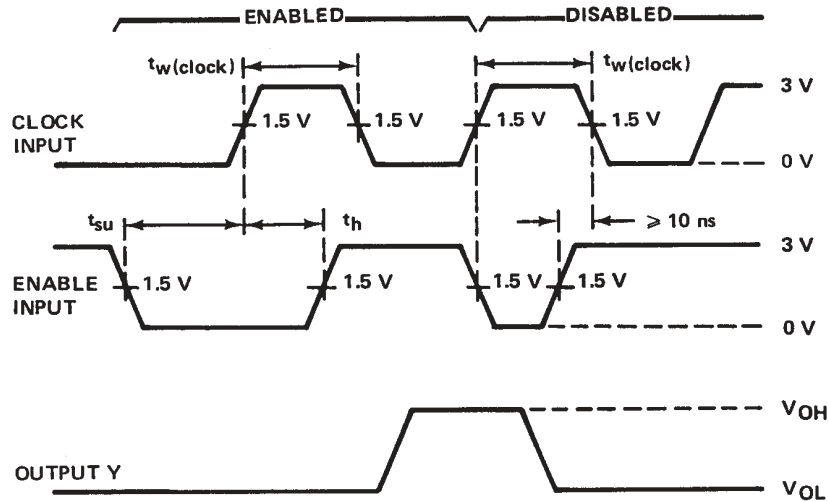 ENABLED DISABLED
tw(clock) tw(clock)
3 V
CLOCK INPUT 1.5 V 1.5 V 1.5 V 1.5 V
0 V
tsu th ⩾ 10 ns
3 V
ENABLE INPUT 1.5 V 1.5 V 1.5 V 1.5 V
0 V
VOH
OUTPUT Y
VOL